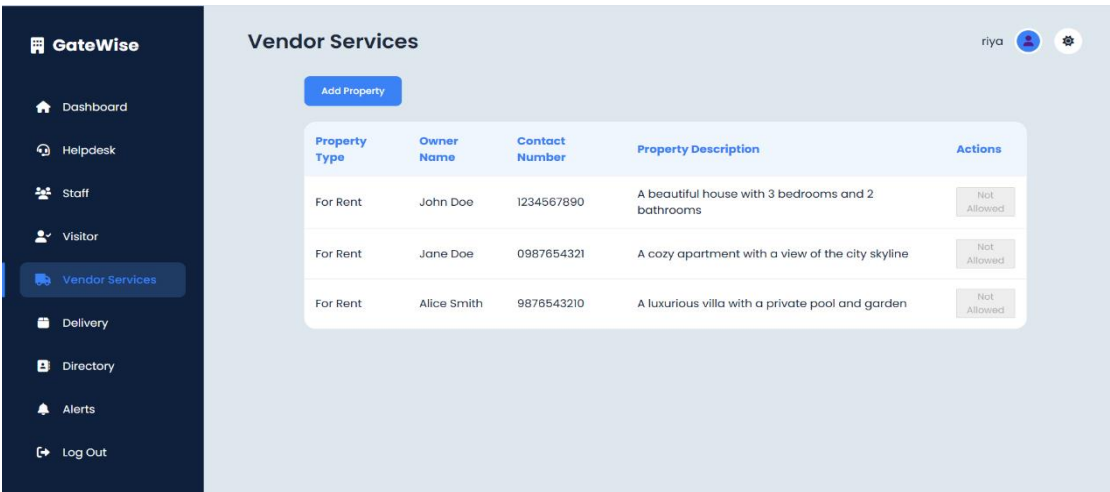 GateWise
Dashboard
Helpdesk
Staff
Visitor
Vendor Services
Delivery
Directory
Alerts
Log Out
Vendor Services
riya
Add Property
Property Type Owner Name Contact Number Property Description Actions
For Rent John Doe 1234567890 A beautiful house with 3 bedrooms and 2 bathrooms Not Allowed
For Rent Jane Doe 0987654321 A cozy apartment with a view of the city skyline Not Allowed
For Rent Alice Smith 9876543210 A luxurious villa with a private pool and garden Not Allowed